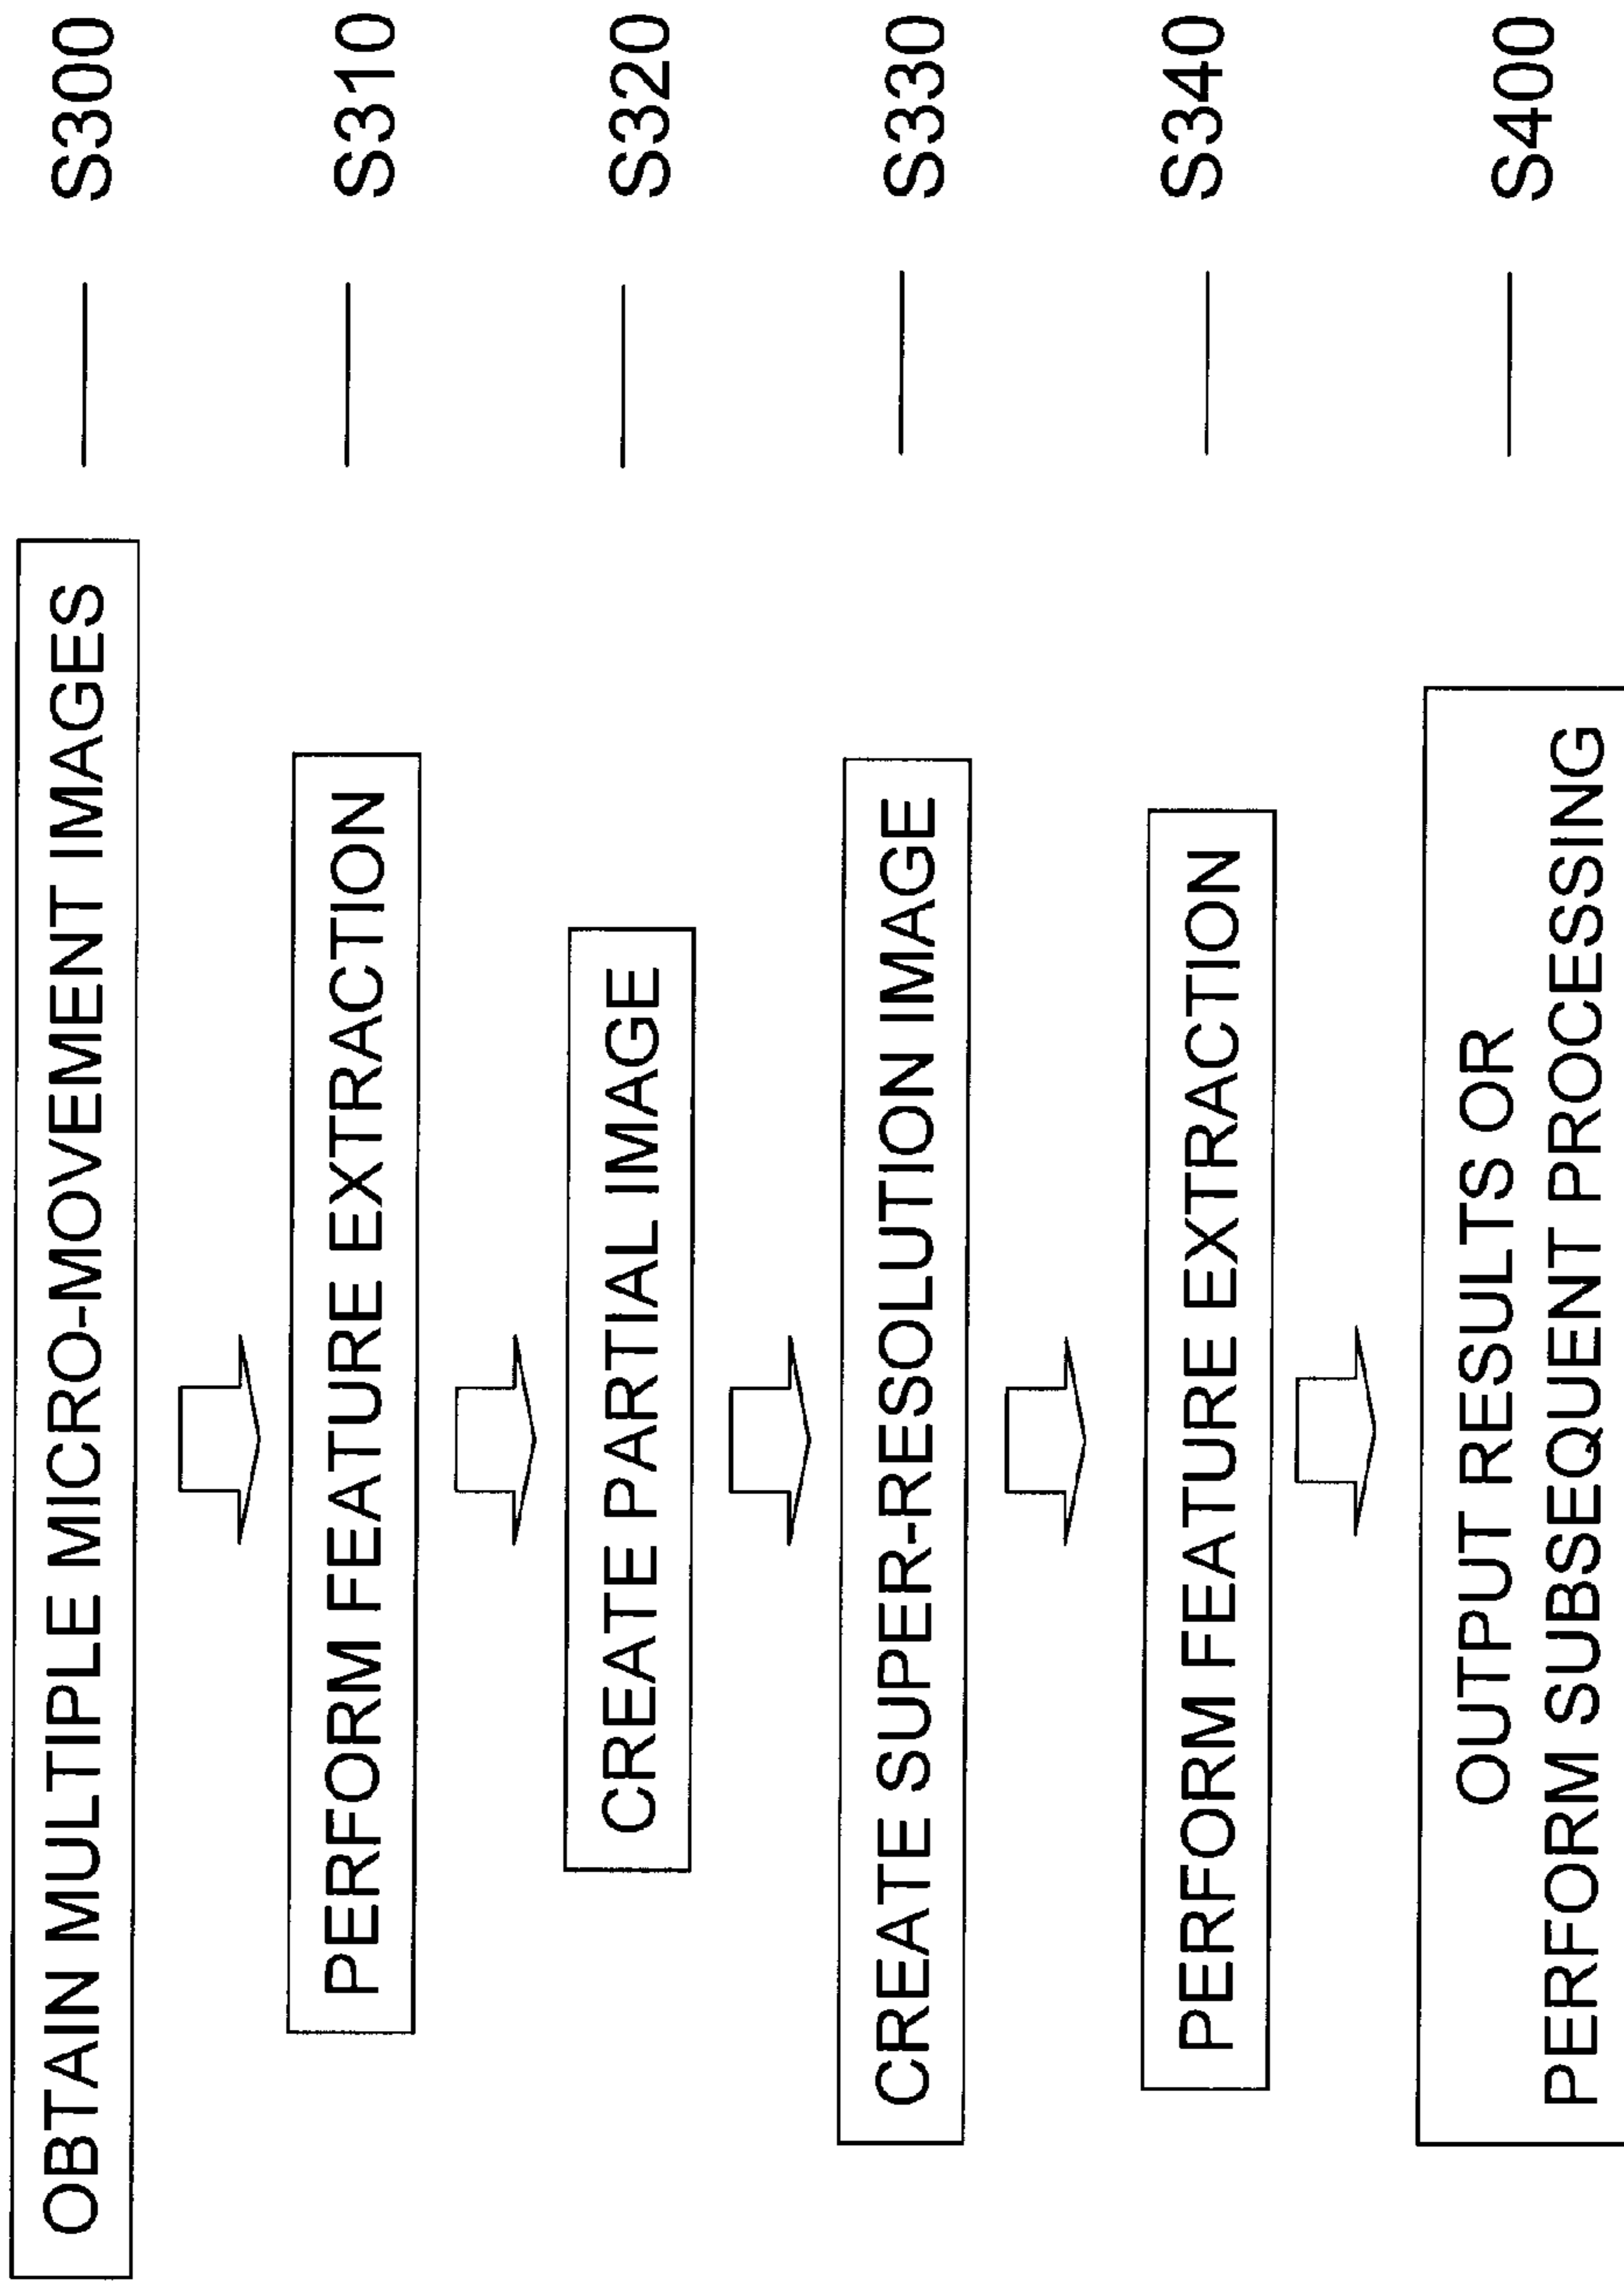 OBTAIN MULTIPLE MICRO-MOVEMENT IMAGES S300
PERFORM FEATURE EXTRACTION S310
CREATE PARTIAL IMAGE S320
CREATE SUPER-RESOLUTION IMAGE S330
PERFORM FEATURE EXTRACTION S340
OUTPUT RESULTS OR
PERFORM SUBSEQUENT PROCESSING S400